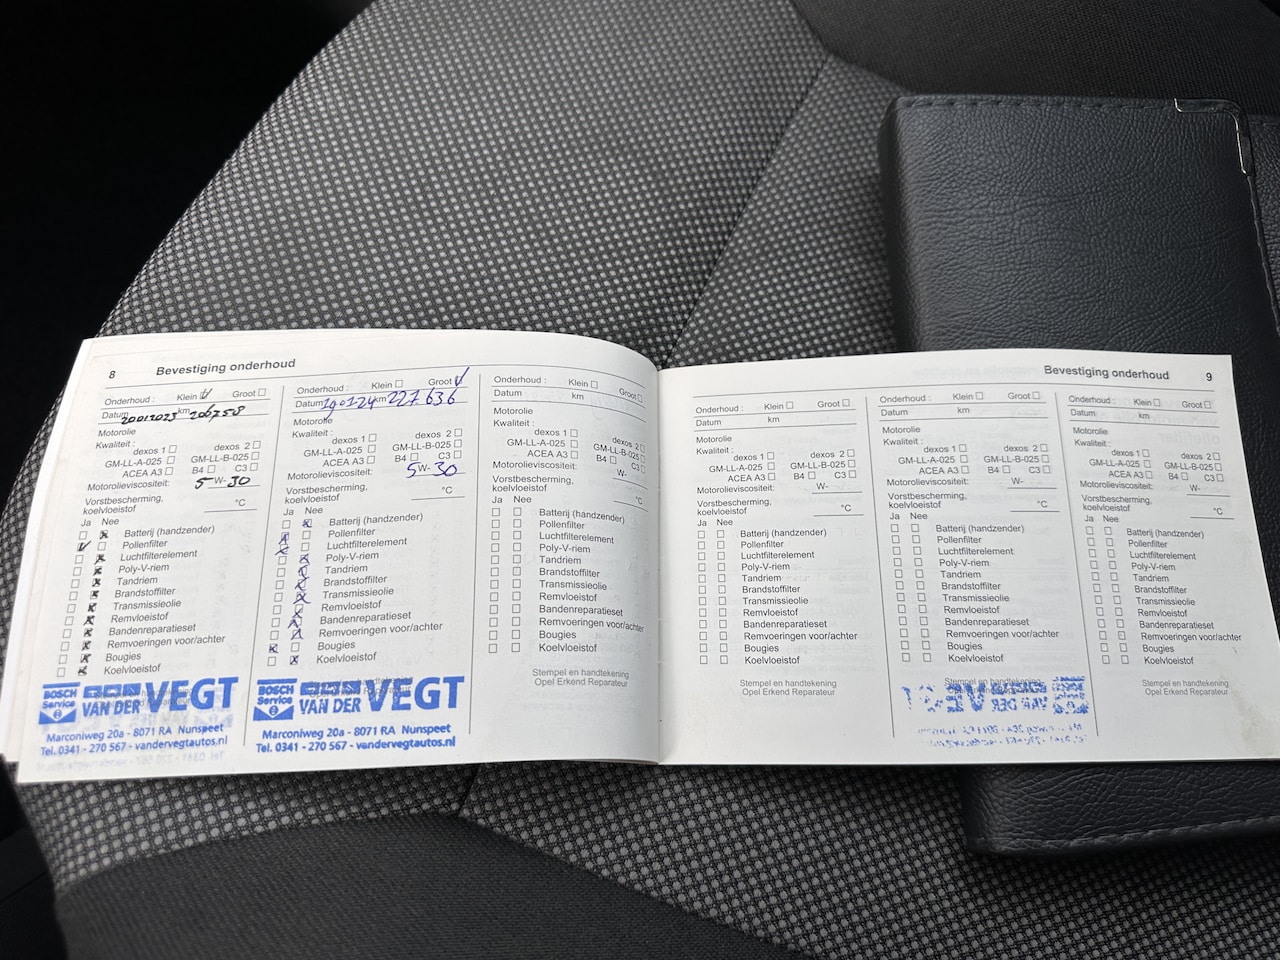 8 Bevestiging onderhoud
Onderhoud : Klein Groot
Datum 20012023 km 206758
Motorolie
Kwaliteit :
dexos 1 dexos 2
GM-LL-A-025 GM-LL-B-025
ACEA A3 B4 C3
Motorolieviscositeit: 5 W- 30
Vorstbescherming,
koelvloeistof °C
Ja Nee
Batterij (handzender)
Pollenfilter
Luchtfilterelement
Poly-V-riem
Tandriem
Brandstoffilter
Transmissieolie
Remvloeistof
Bandenreparatieset
Remvoeringen voor/achter
Bougies
Koelvloeistof
BOSCH
Service
VAN DER VEGT
Marconiweg 20a - 8071 RA Nunspeet
Tel. 0341 - 270 567 - vandervegtautos.nl
Onderhoud : Klein Groot
Datum 190124 km 227636
Motorolie
Kwaliteit :
dexos 1 dexos 2
GM-LL-A-025 GM-LL-B-025
ACEA A3 B4 C3
Motorolieviscositeit: 5 W- 30
Vorstbescherming,
koelvloeistof °C
Ja Nee
Batterij (handzender)
Pollenfilter
Luchtfilterelement
Poly-V-riem
Tandriem
Brandstoffilter
Transmissieolie
Remvloeistof
Bandenreparatieset
Remvoeringen voor/achter
Bougies
Koelvloeistof
BOSCH
Service
VAN DER VEGT
Marconiweg 20a - 8071 RA Nunspeet
Tel. 0341 - 270 567 - vandervegtautos.nl
Onderhoud : Klein Groot
Datum km
Motorolie
Kwaliteit :
dexos 1 dexos 2
GM-LL-A-025 GM-LL-B-025
ACEA A3 B4 C3
Motorolieviscositeit: W-
Vorstbescherming,
koelvloeistof °C
Ja Nee
Batterij (handzender)
Pollenfilter
Luchtfilterelement
Poly-V-riem
Tandriem
Brandstoffilter
Transmissieolie
Remvloeistof
Bandenreparatieset
Remvoeringen voor/achter
Bougies
Koelvloeistof
Stempel en handtekening
Opel Erkend Reparateur
Bevestiging onderhoud 9
Onderhoud : Klein Groot
Datum km
Motorolie
Kwaliteit :
dexos 1 dexos 2
GM-LL-A-025 GM-LL-B-025
ACEA A3 B4 C3
Motorolieviscositeit: W-
Vorstbescherming,
koelvloeistof °C
Ja Nee
Batterij (handzender)
Pollenfilter
Luchtfilterelement
Poly-V-riem
Tandriem
Brandstoffilter
Transmissieolie
Remvloeistof
Bandenreparatieset
Remvoeringen voor/achter
Bougies
Koelvloeistof
Stempel en handtekening
Opel Erkend Reparateur
Onderhoud : Klein Groot
Datum km
Motorolie
Kwaliteit :
dexos 1 dexos 2
GM-LL-A-025 GM-LL-B-025
ACEA A3 B4 C3
Motorolieviscositeit: W-
Vorstbescherming,
koelvloeistof °C
Ja Nee
Batterij (handzender)
Pollenfilter
Luchtfilterelement
Poly-V-riem
Tandriem
Brandstoffilter
Transmissieolie
Remvloeistof
Bandenreparatieset
Remvoeringen voor/achter
Bougies
Koelvloeistof
Onderhoud : Klein Groot
Datum km
Motorolie
Kwaliteit :
dexos 1 dexos 2
GM-LL-A-025 GM-LL-B-025
ACEA A3 B4 C3
Motorolieviscositeit: W-
Vorstbescherming,
koelvloeistof °C
Ja Nee
Batterij (handzender)
Pollenfilter
Luchtfilterelement
Poly-V-riem
Tandriem
Brandstoffilter
Transmissieolie
Remvloeistof
Bandenreparatieset
Remvoeringen voor/achter
Bougies
Koelvloeistof
Stempel en handtekening
Opel Erkend Reparateur